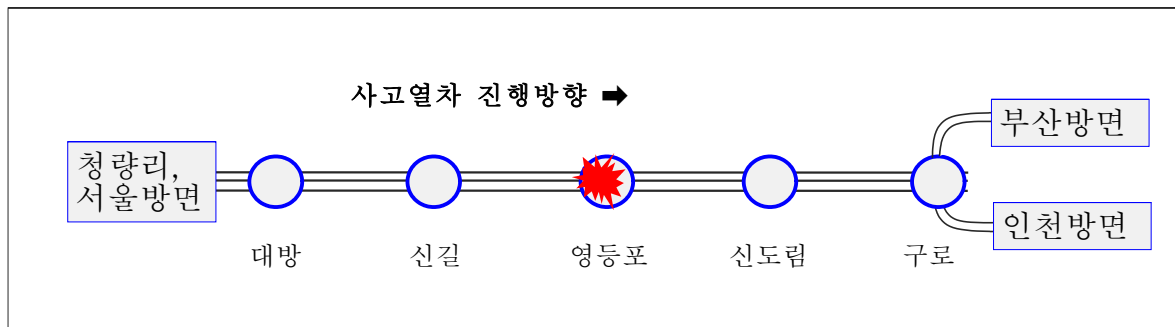 사고열차 진행방향 ➡
부산방면
청량리,
서울방면
인천방면
대방 신길 영등포 신도림 구로